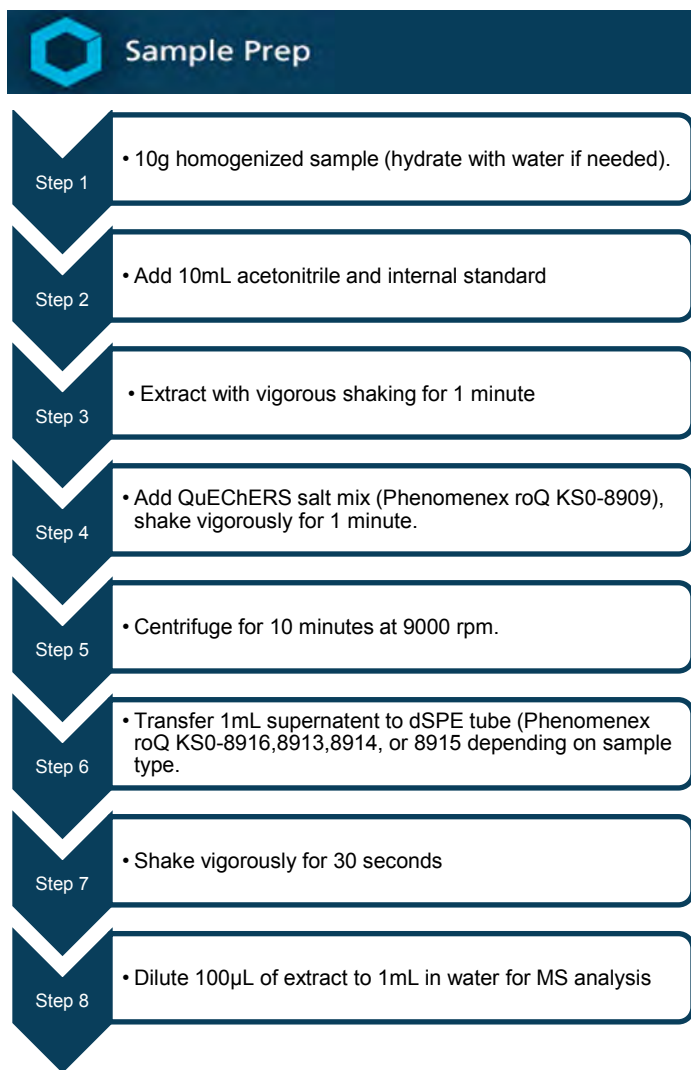 Sample Prep
Step 1
• 10g homogenized sample (hydrate with water if needed).
Step 2
• Add 10mL acetonitrile and internal standard
Step 3
• Extract with vigorous shaking for 1 minute
Step 4
• Add QuEChERS salt mix (Phenomenex roQ KS0-8909),
shake vigorously for 1 minute.
Step 5
• Centrifuge for 10 minutes at 9000 rpm.
Step 6
• Transfer 1mL supernatent to dSPE tube (Phenomenex
roQ KS0-8916,8913,8914, or 8915 depending on sample
type.
Step 7
• Shake vigorously for 30 seconds
Step 8
• Dilute 100µL of extract to 1mL in water for MS analysis